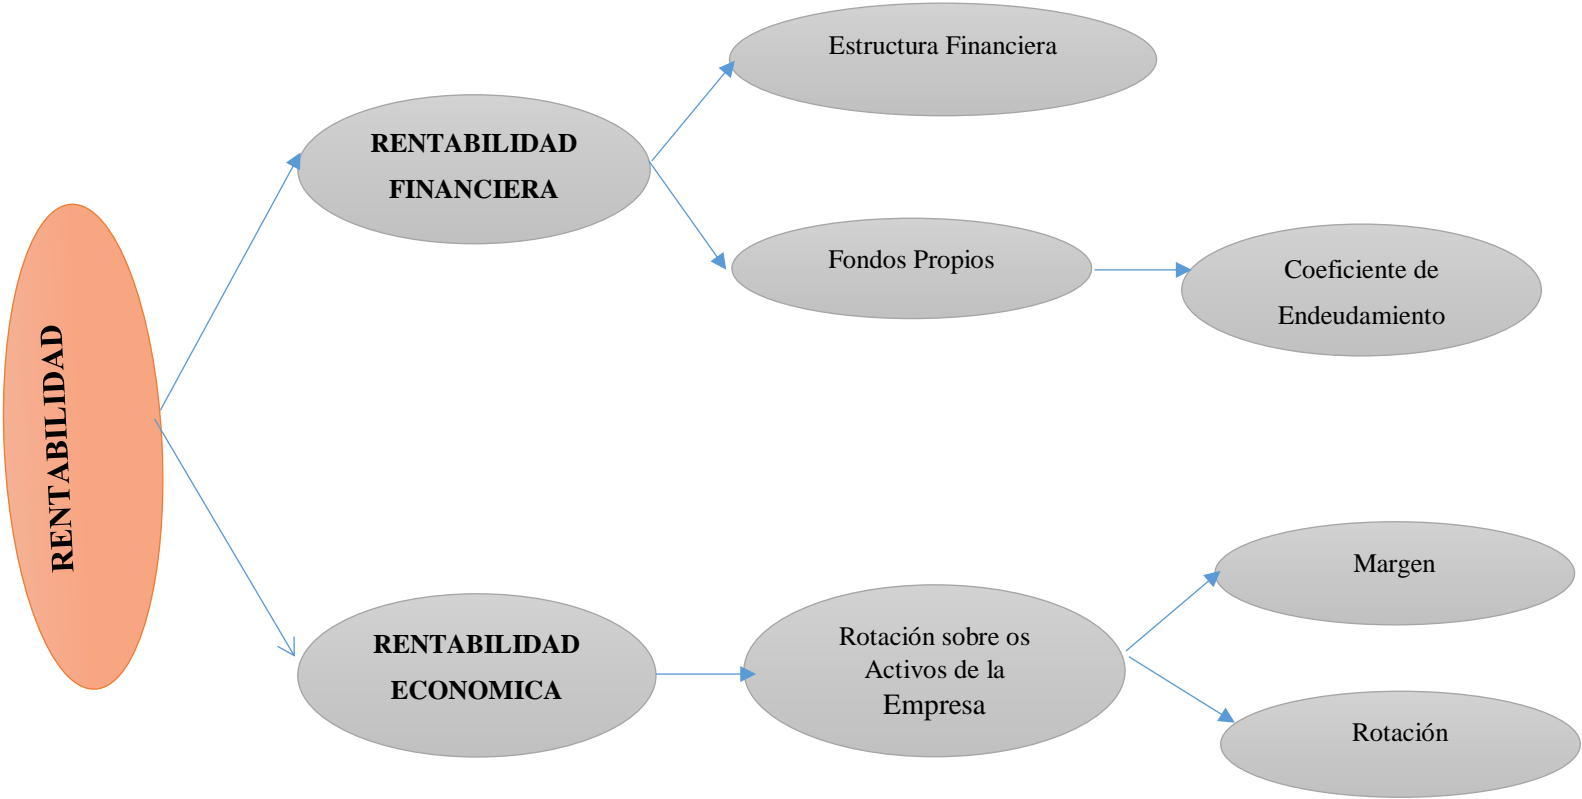 RENTABILIDAD
RENTABILIDAD
FINANCIERA
Estructura Financiera
Fondos Propios
Coeficiente de
Endeudamiento
RENTABILIDAD
ECONOMICA
Rotación sobre os
Activos de la
Empresa
Margen
Rotación